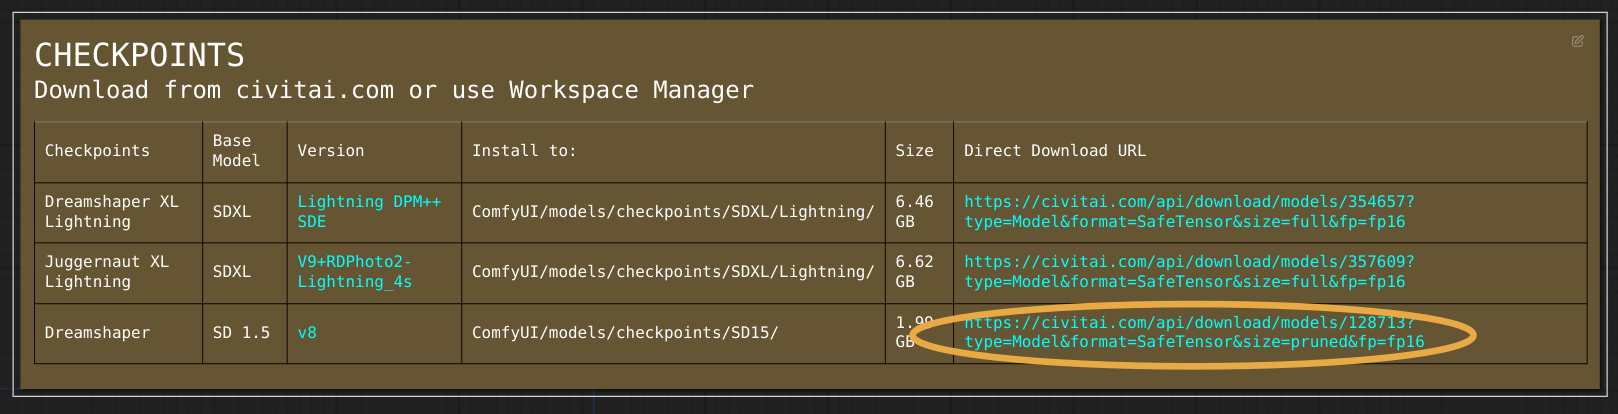 CHECKPOINTS
Download from civitai.com or use Workspace Manager
Checkpoints
Base
Model
Version
Install to:
Size
Direct Download URL
Dreamshaper XL
Lightning
SDXL
Lightning DPM++
SDE
ComfyUI/models/checkpoints/SDXL/Lightning/
6.46
GB
https://civitai.com/api/download/models/354657?
type=Model&format=SafeTensor&size=full&fp=fp16
Juggernaut XL
Lightning
SDXL
V9+RDPhoto2-
Lightning_4s
ComfyUI/models/checkpoints/SDXL/Lightning/
6.62
GB
https://civitai.com/api/download/models/357609?
type=Model&format=SafeTensor&size=full&fp=fp16
Dreamshaper
SD 1.5
v8
ComfyUI/models/checkpoints/SD15/
1.99
GB
https://civitai.com/api/download/models/128713?
type=Model&format=SafeTensor&size=pruned&fp=fp16